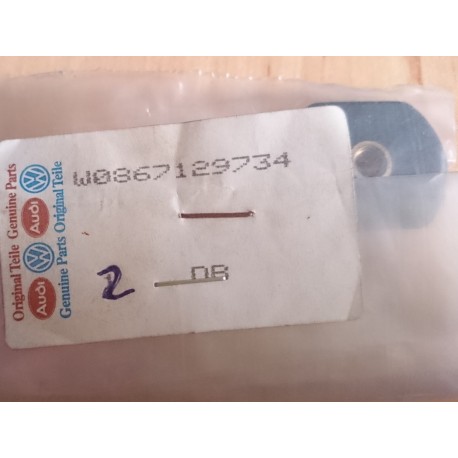 W0867129734
2
DB
Original Teile Genuine Parts
Audi
Audi
Genuine Parts Original Teile